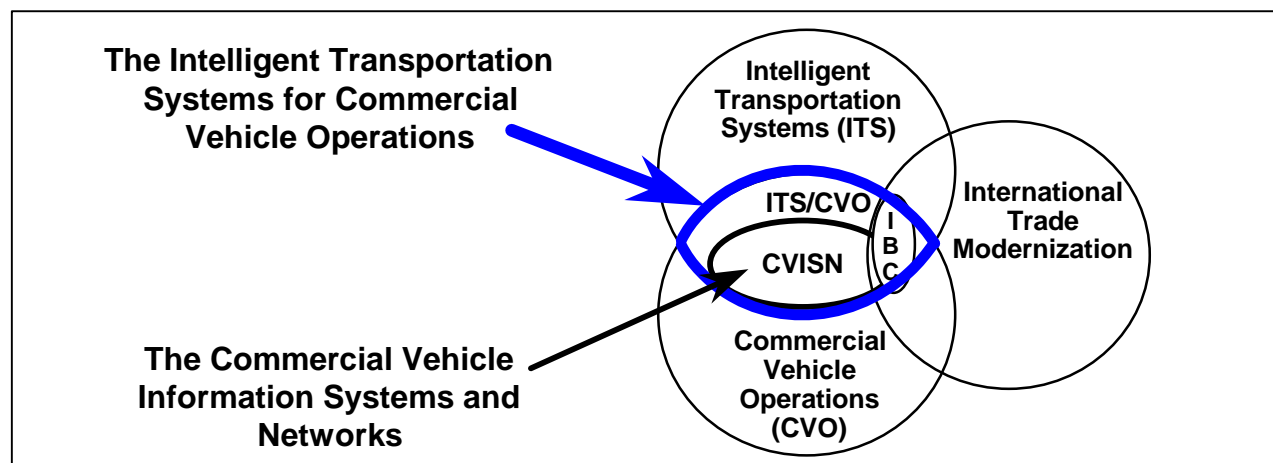 The Intelligent Transportation
Systems for Commercial
Vehicle Operations
Intelligent
Transportation
Systems (ITS)
International
Trade
Modernization
ITS/CVO
I
B
C
CVISN
Commercial
Vehicle
Operations
(CVO)
The Commercial Vehicle
Information Systems and
Networks